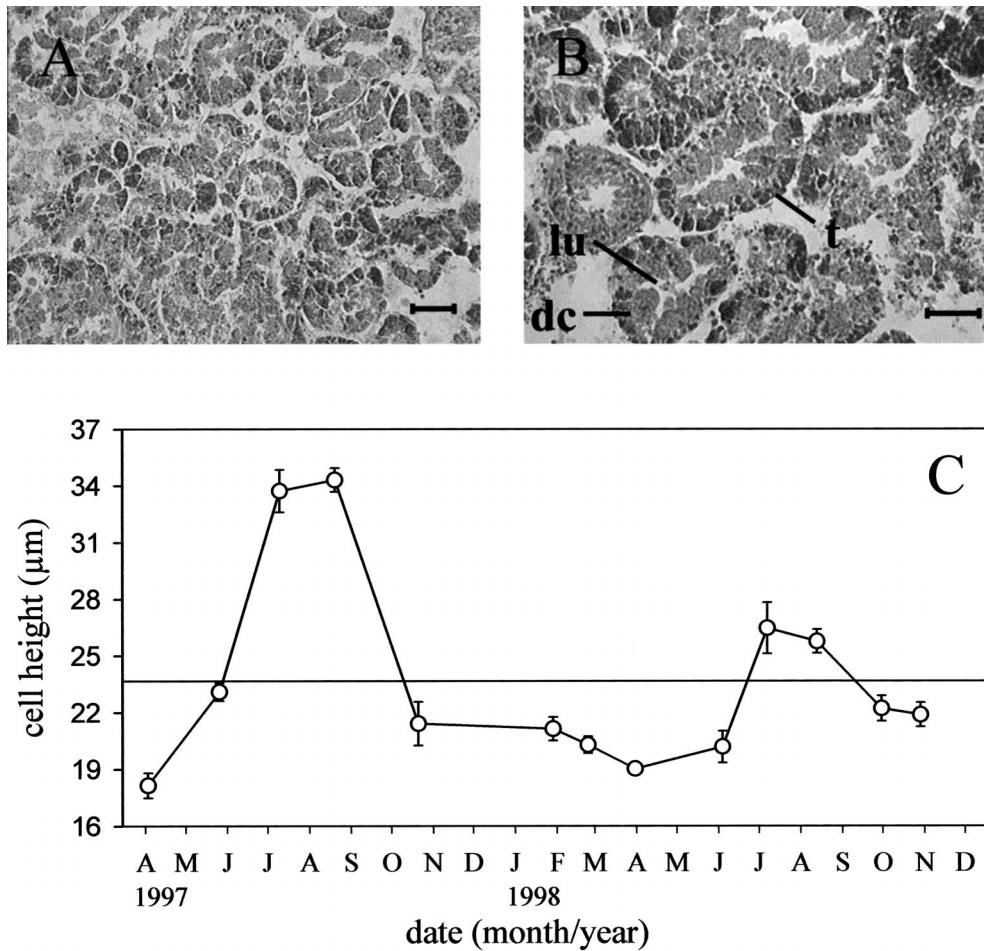 A
B
lu
t
dc
C
37
34
31
28
25
22
19
16
cell height (μm)
A M J J A S O N D J F M A M J J A S O N D
1997 1998
date (month/year)